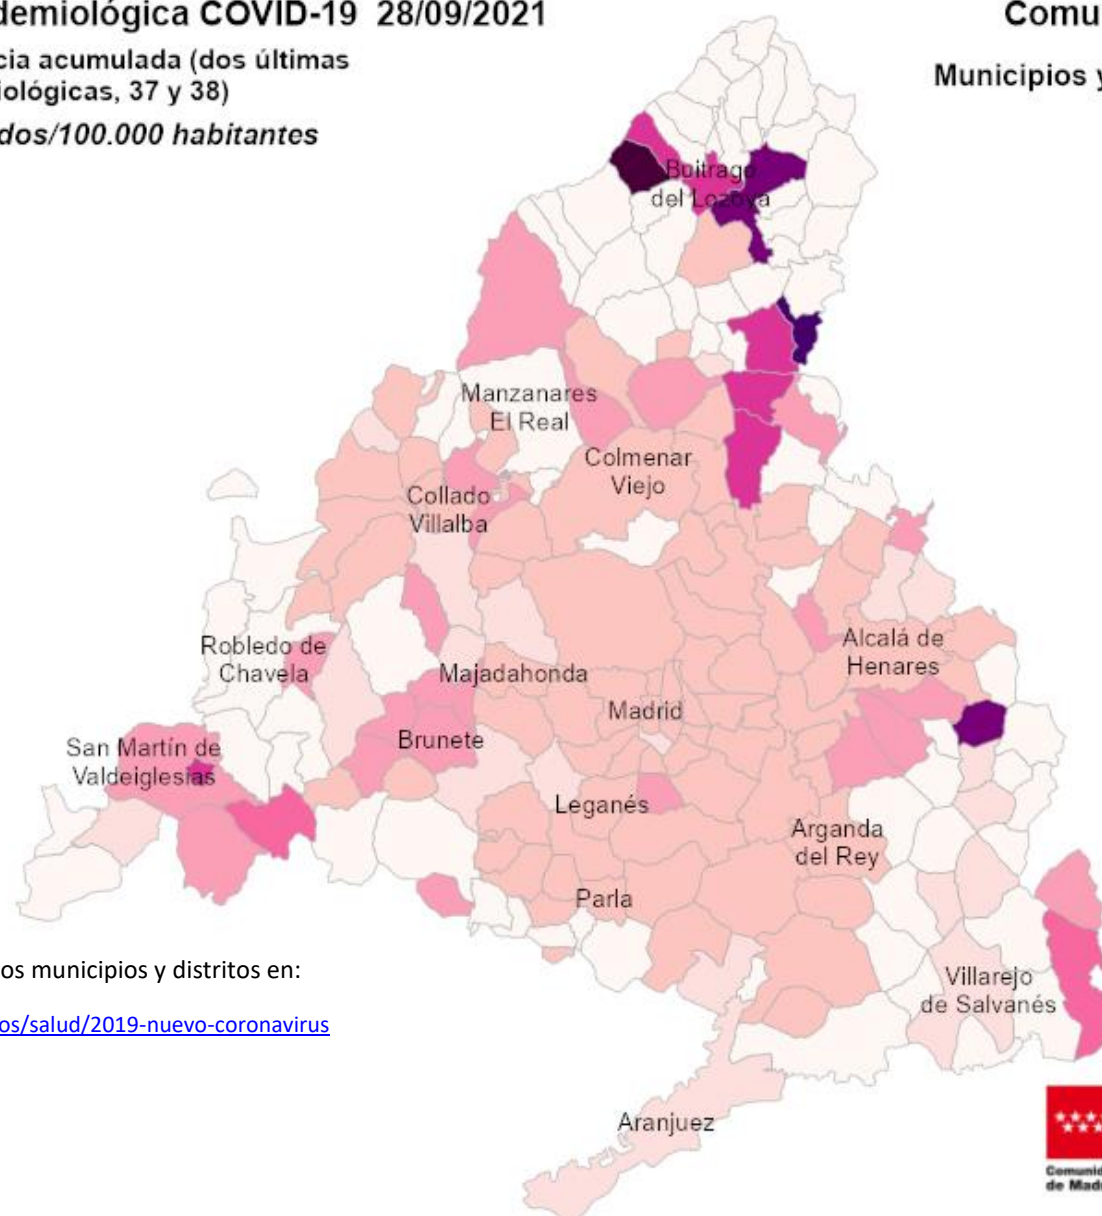 demiológica COVID-19 28/09/2021
Comu
cia acumulada (dos últimas
iológicas, 37 y 38)
Municipios y
dos/100.000 habitantes
Buitrago
del Lozoya
Manzanares
El Real
Colmenar
Viejo
Collado
Villalba
Robledo de
Chavela
Alcalá de
Henares
Majadahonda
Madrid
San Martín de
Valdeiglesias
Brunete
Leganés
Arganda
del Rey
Parla
os municipios y distritos en:
Villarejo
de Salvanés
os/salud/2019-nuevo-coronavirus
Aranjuez
Comunid
de Madr